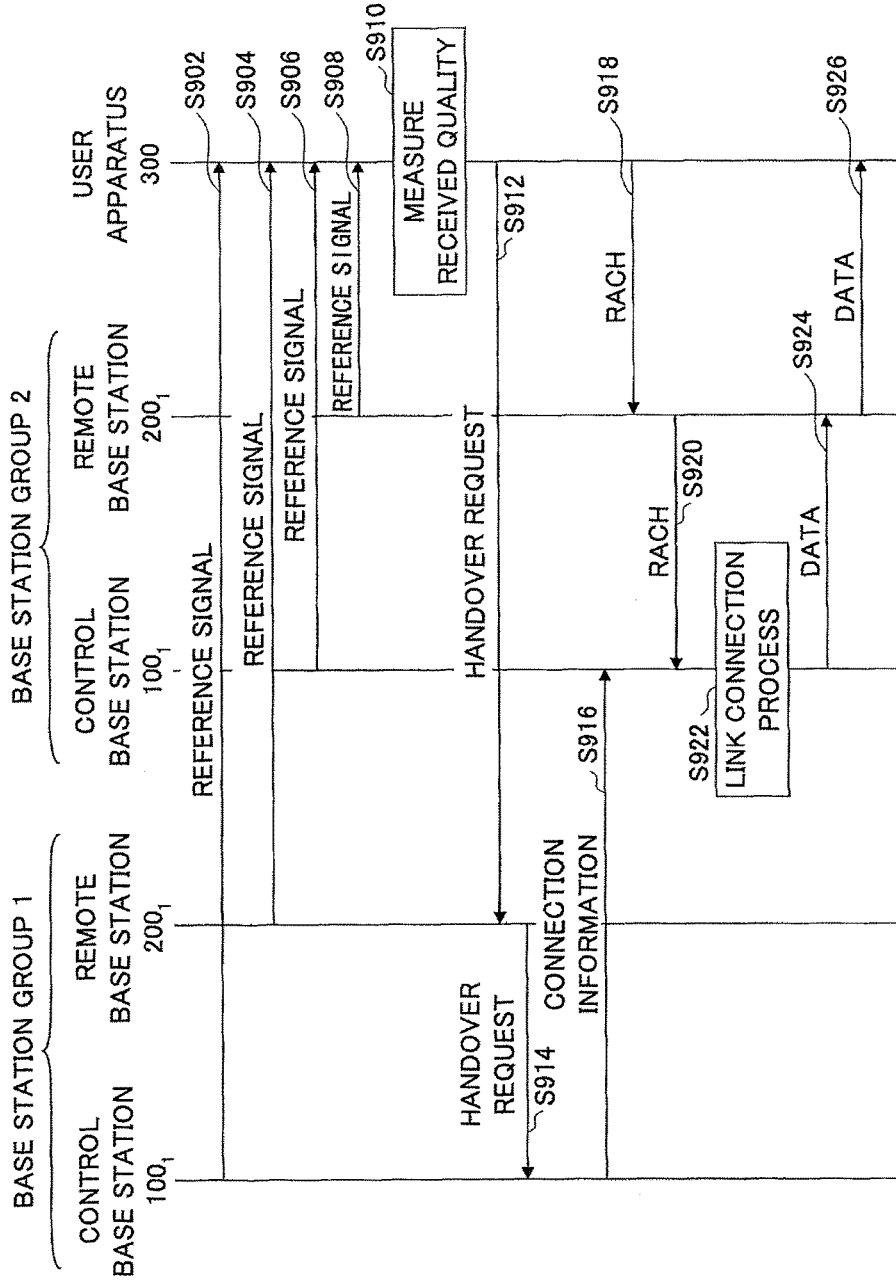 BASE STATION GROUP 1
BASE STATION GROUP 2
CONTROL
BASE STATION
100₁
REMOTE
BASE STATION
200₁
CONTROL
BASE STATION
100₁
REMOTE
BASE STATION
200₁
USER
APPARATUS
300
REFERENCE SIGNAL
S902
REFERENCE SIGNAL
S904
REFERENCE SIGNAL
S906
REFERENCE SIGNAL
S908
S910
MEASURE
RECEIVED QUALITY
HANDOVER REQUEST
S912
HANDOVER
REQUEST
S914
CONNECTION
INFORMATION
S916
RACH
S918
RACH
S920
S922
LINK CONNECTION
PROCESS
DATA
S924
DATA
S926